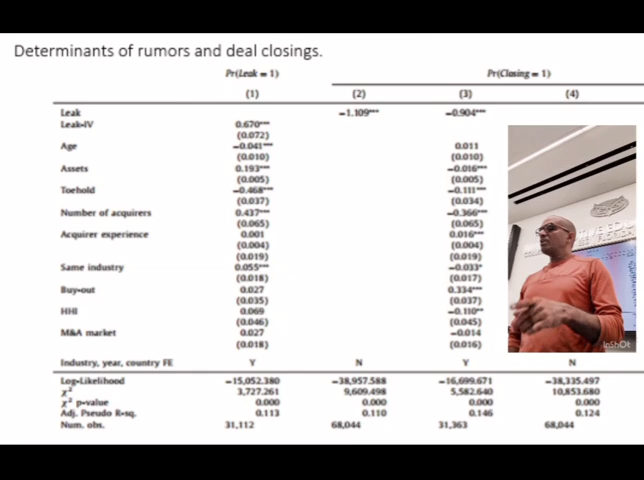 Determinants of rumors and deal closings.
Pr(Leak = 1) Pr(Closing = 1)
(1) (2) (3) (4)
Leak −1.109*** −0.904***
Leak-IV 0.670***
(0.072)
Age −0.041*** 0.011
(0.010) (0.010)
Assets 0.193*** −0.016***
(0.005) (0.005)
Toehold −0.468*** −0.111***
(0.037) (0.034)
Number of acquirers 0.437*** −0.366***
(0.065) (0.065)
Acquirer experience 0.001 0.016***
(0.004) (0.004)
(0.019) (0.019)
Same industry 0.055*** −0.033*
(0.018) (0.017)
Buy-out 0.027 0.334***
(0.035) (0.037)
HHI 0.069 −0.110**
(0.046) (0.045)
M&A market 0.027 −0.014
(0.018) (0.016)
Industry, year, country FE Y N Y N
Log-Likelihood −15,052.380 −38,957.588 −16,699.671 −38,335.497
χ² 3,727.261 9,609.498 5,582.640 10,853.680
χ² p-value 0.000 0.000 0.000 0.000
Adj. Pseudo R-sq. 0.113 0.110 0.146 0.124
Num. obs. 31,112 68,044 31,363 68,044
InShOt